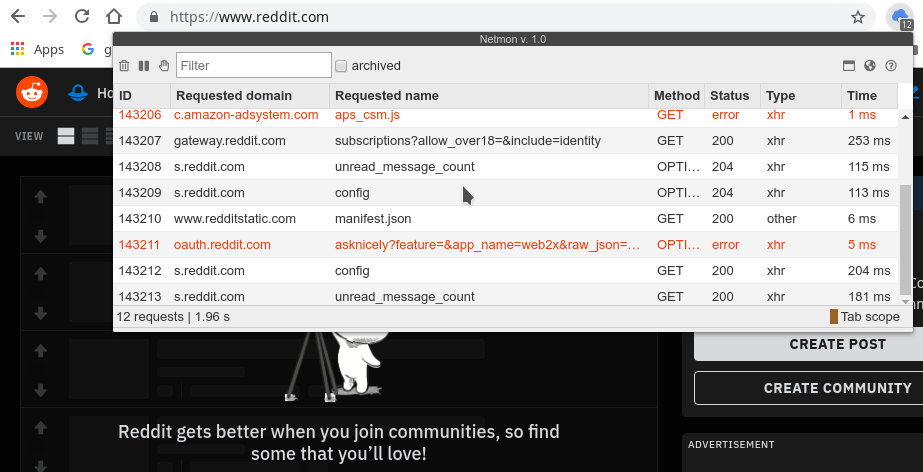 https://www.reddit.com
12
Apps
Netmon v. 1.0
Filter
archived
ID Requested domain Requested name Method Status Type Time
143206 c.amazon-adsystem.com aps_csm.js GET error xhr 1 ms
143207 gateway.reddit.com subscriptions?allow_over18=&include=identity GET 200 xhr 253 ms
143208 s.reddit.com unread_message_count OPTI… 204 xhr 115 ms
143209 s.reddit.com config OPTI… 204 xhr 113 ms
143210 www.redditstatic.com manifest.json GET 200 other 6 ms
143211 oauth.reddit.com asknicely?feature=&app_name=web2x&raw_json=… OPTI… error xhr 5 ms
143212 s.reddit.com config GET 200 xhr 204 ms
143213 s.reddit.com unread_message_count GET 200 xhr 181 ms
12 requests | 1.96 s
Tab scope
VIEW
CREATE POST
CREATE COMMUNITY
Reddit gets better when you join communities, so find
some that you’ll love!
ADVERTISEMENT